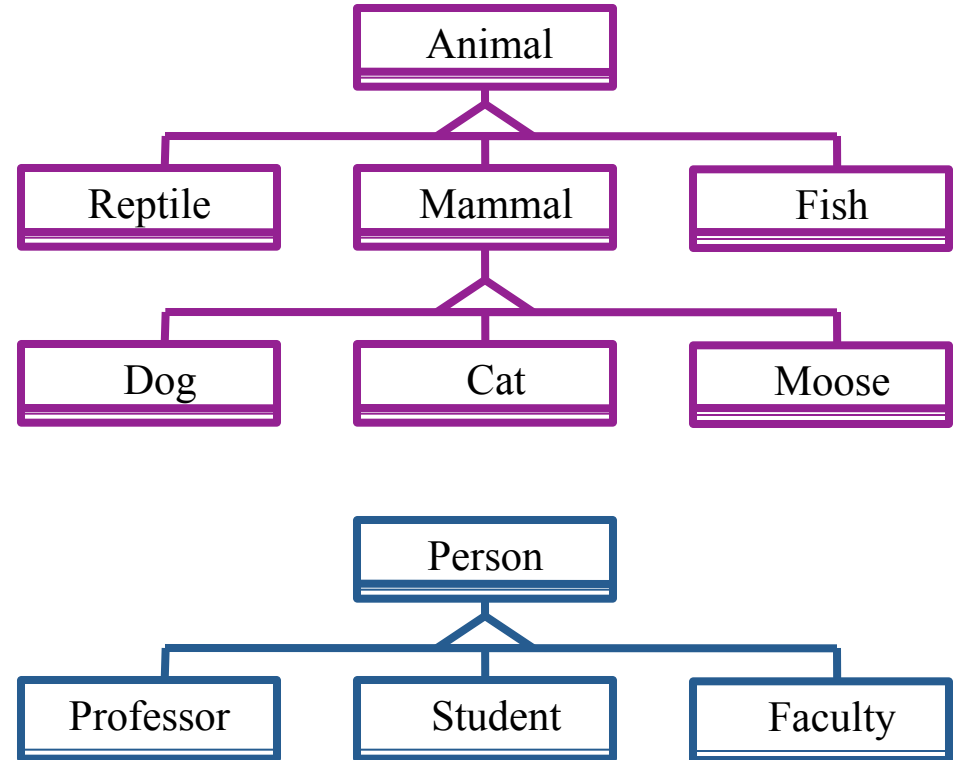 Animal
Reptile Mammal Fish
Dog Cat Moose
Person
Professor Student Faculty